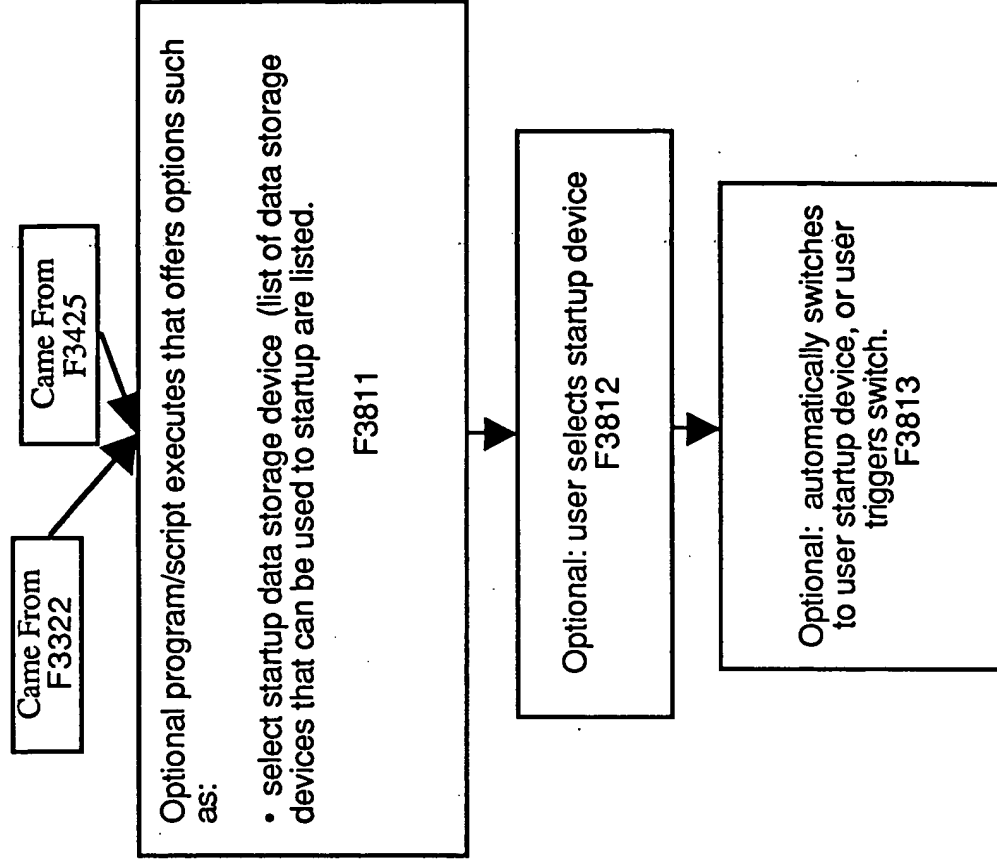 Came From
F3322
Came From
F3425
Optional program/script executes that offers options such
as:
• select startup data storage device (list of data storage
devices that can be used to startup are listed.
F3811
Optional: user selects startup device
F3812
Optional: automatically switches
to user startup device, or user
triggers switch.
F3813